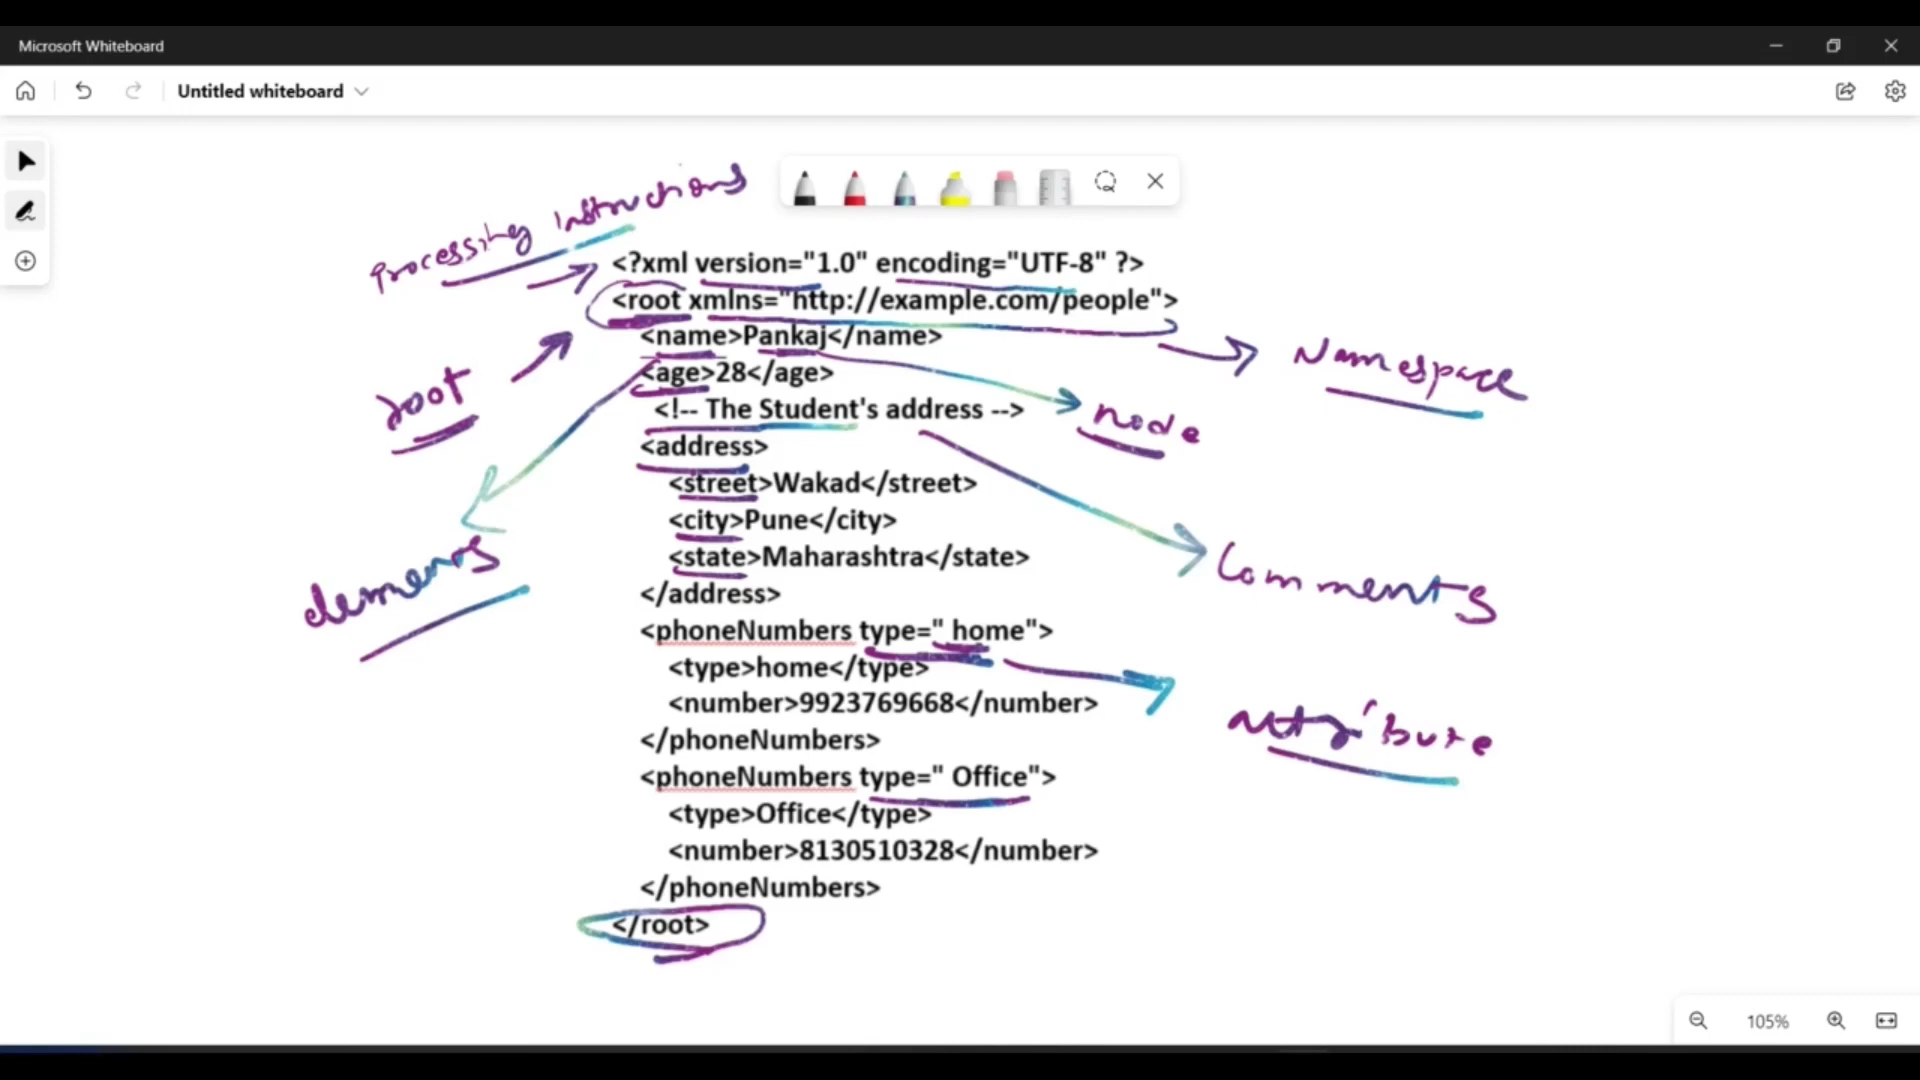 Microsoft Whiteboard
Untitled whiteboard
Processing Instructions
<?xml version="1.0" encoding="UTF-8" ?>
<root xmlns="http://example.com/people">
<name>Pankaj</name>
Namespace
<age>28</age>
root
<!-- The Student's address -->
node
<address>
<street>Wakad</street>
<city>Pune</city>
<state>Maharashtra</state>
elements
Comments
</address>
<phoneNumbers type=" home">
<type>home</type>
<number>9923769668</number>
attribute
</phoneNumbers>
<phoneNumbers type=" Office">
<type>Office</type>
<number>8130510328</number>
</phoneNumbers>
</root>
105%